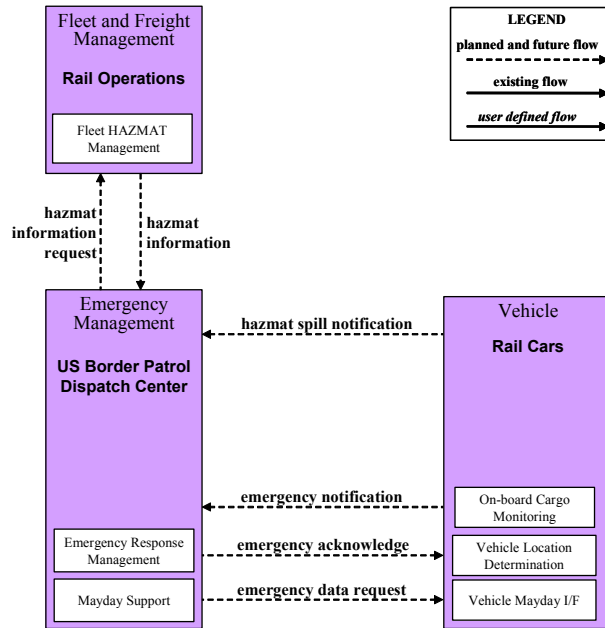 Fleet and Freight
Management
Rail Operations
Fleet HAZMAT
Management
LEGEND
planned and future flow
existing flow
user defined flow
hazmat
information
request
hazmat
information
Emergency
Management
US Border Patrol
Dispatch Center
Emergency Response
Management
Mayday Support
hazmat spill notification
emergency notification
emergency acknowledge
emergency data request
Vehicle
Rail Cars
On-board Cargo
Monitoring
Vehicle Location
Determination
Vehicle Mayday I/F